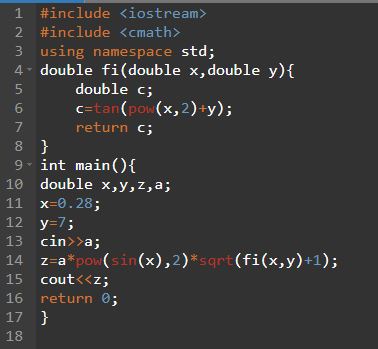 1 #include <iostream>
2 #include <cmath>
3 using namespace std;
4 double fi(double x,double y){
5     double c;
6     c=tan(pow(x,2)+y);
7     return c;
8 }
9 int main(){
10 double x,y,z,a;
11 x=0.28;
12 y=7;
13 cin>>a;
14 z=a*pow(sin(x),2)*sqrt(fi(x,y)+1);
15 cout<<z;
16 return 0;
17 }
18